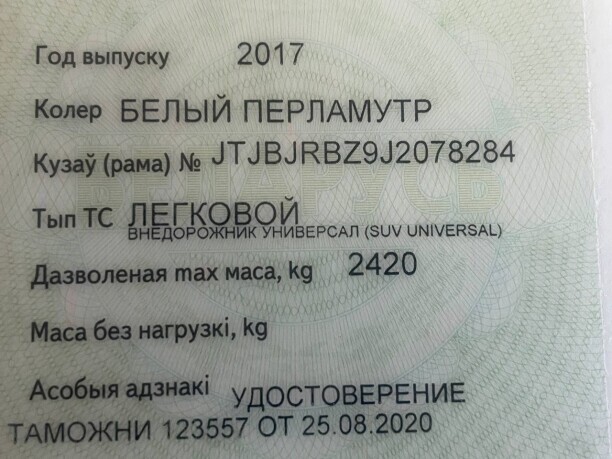 Год выпуску 2017
Колер БЕЛЫЙ ПЕРЛАМУТР
Кузаў (рама) № JTJBJRBZ9J2078284
Тып ТС ЛЕГКОВОЙ
ВНЕДОРОЖНИК УНИВЕРСАЛ (SUV UNIVERSAL)
Дазволеная max маса, kg 2420
Маса без нагрузкі, kg
Асобыя адзнакі УДОСТОВЕРЕНИЕ
ТАМОЖНИ 123557 ОТ 25.08.2020
БЕЛАРУСЬ